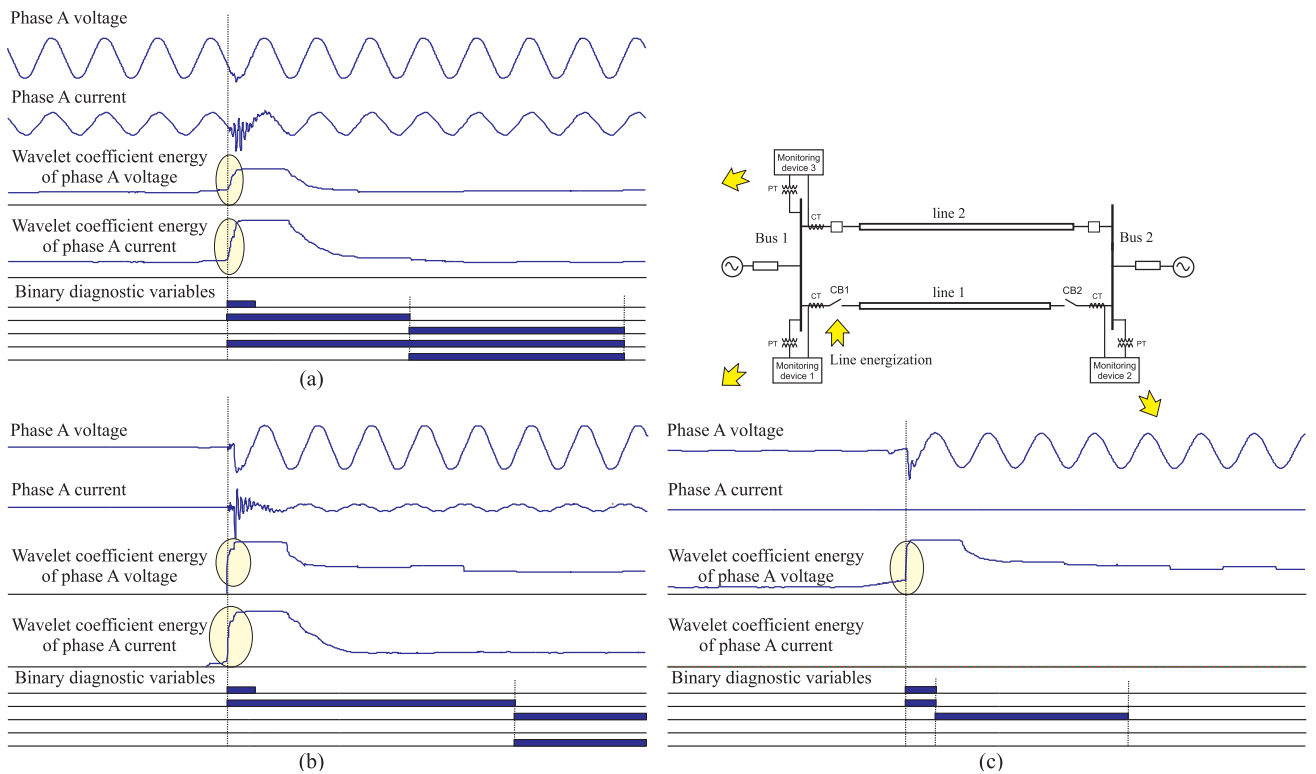 Phase A voltage
Phase A current
Wavelet coefficient energy
of phase A voltage
Wavelet coefficient energy
of phase A current
Binary diagnostic variables
(a)
Monitoring
device 3
PT
CT
line 2
Bus 1
Bus 2
CT
CB1
line 1
CB2
CT
PT
Line energization
PT
Monitoring
device 1
Monitoring
device 2
Phase A voltage
Phase A current
Wavelet coefficient energy
of phase A voltage
Wavelet coefficient energy
of phase A current
Binary diagnostic variables
(b)
Phase A voltage
Phase A current
Wavelet coefficient energy
of phase A voltage
Wavelet coefficient energy
of phase A current
Binary diagnostic variables
(c)